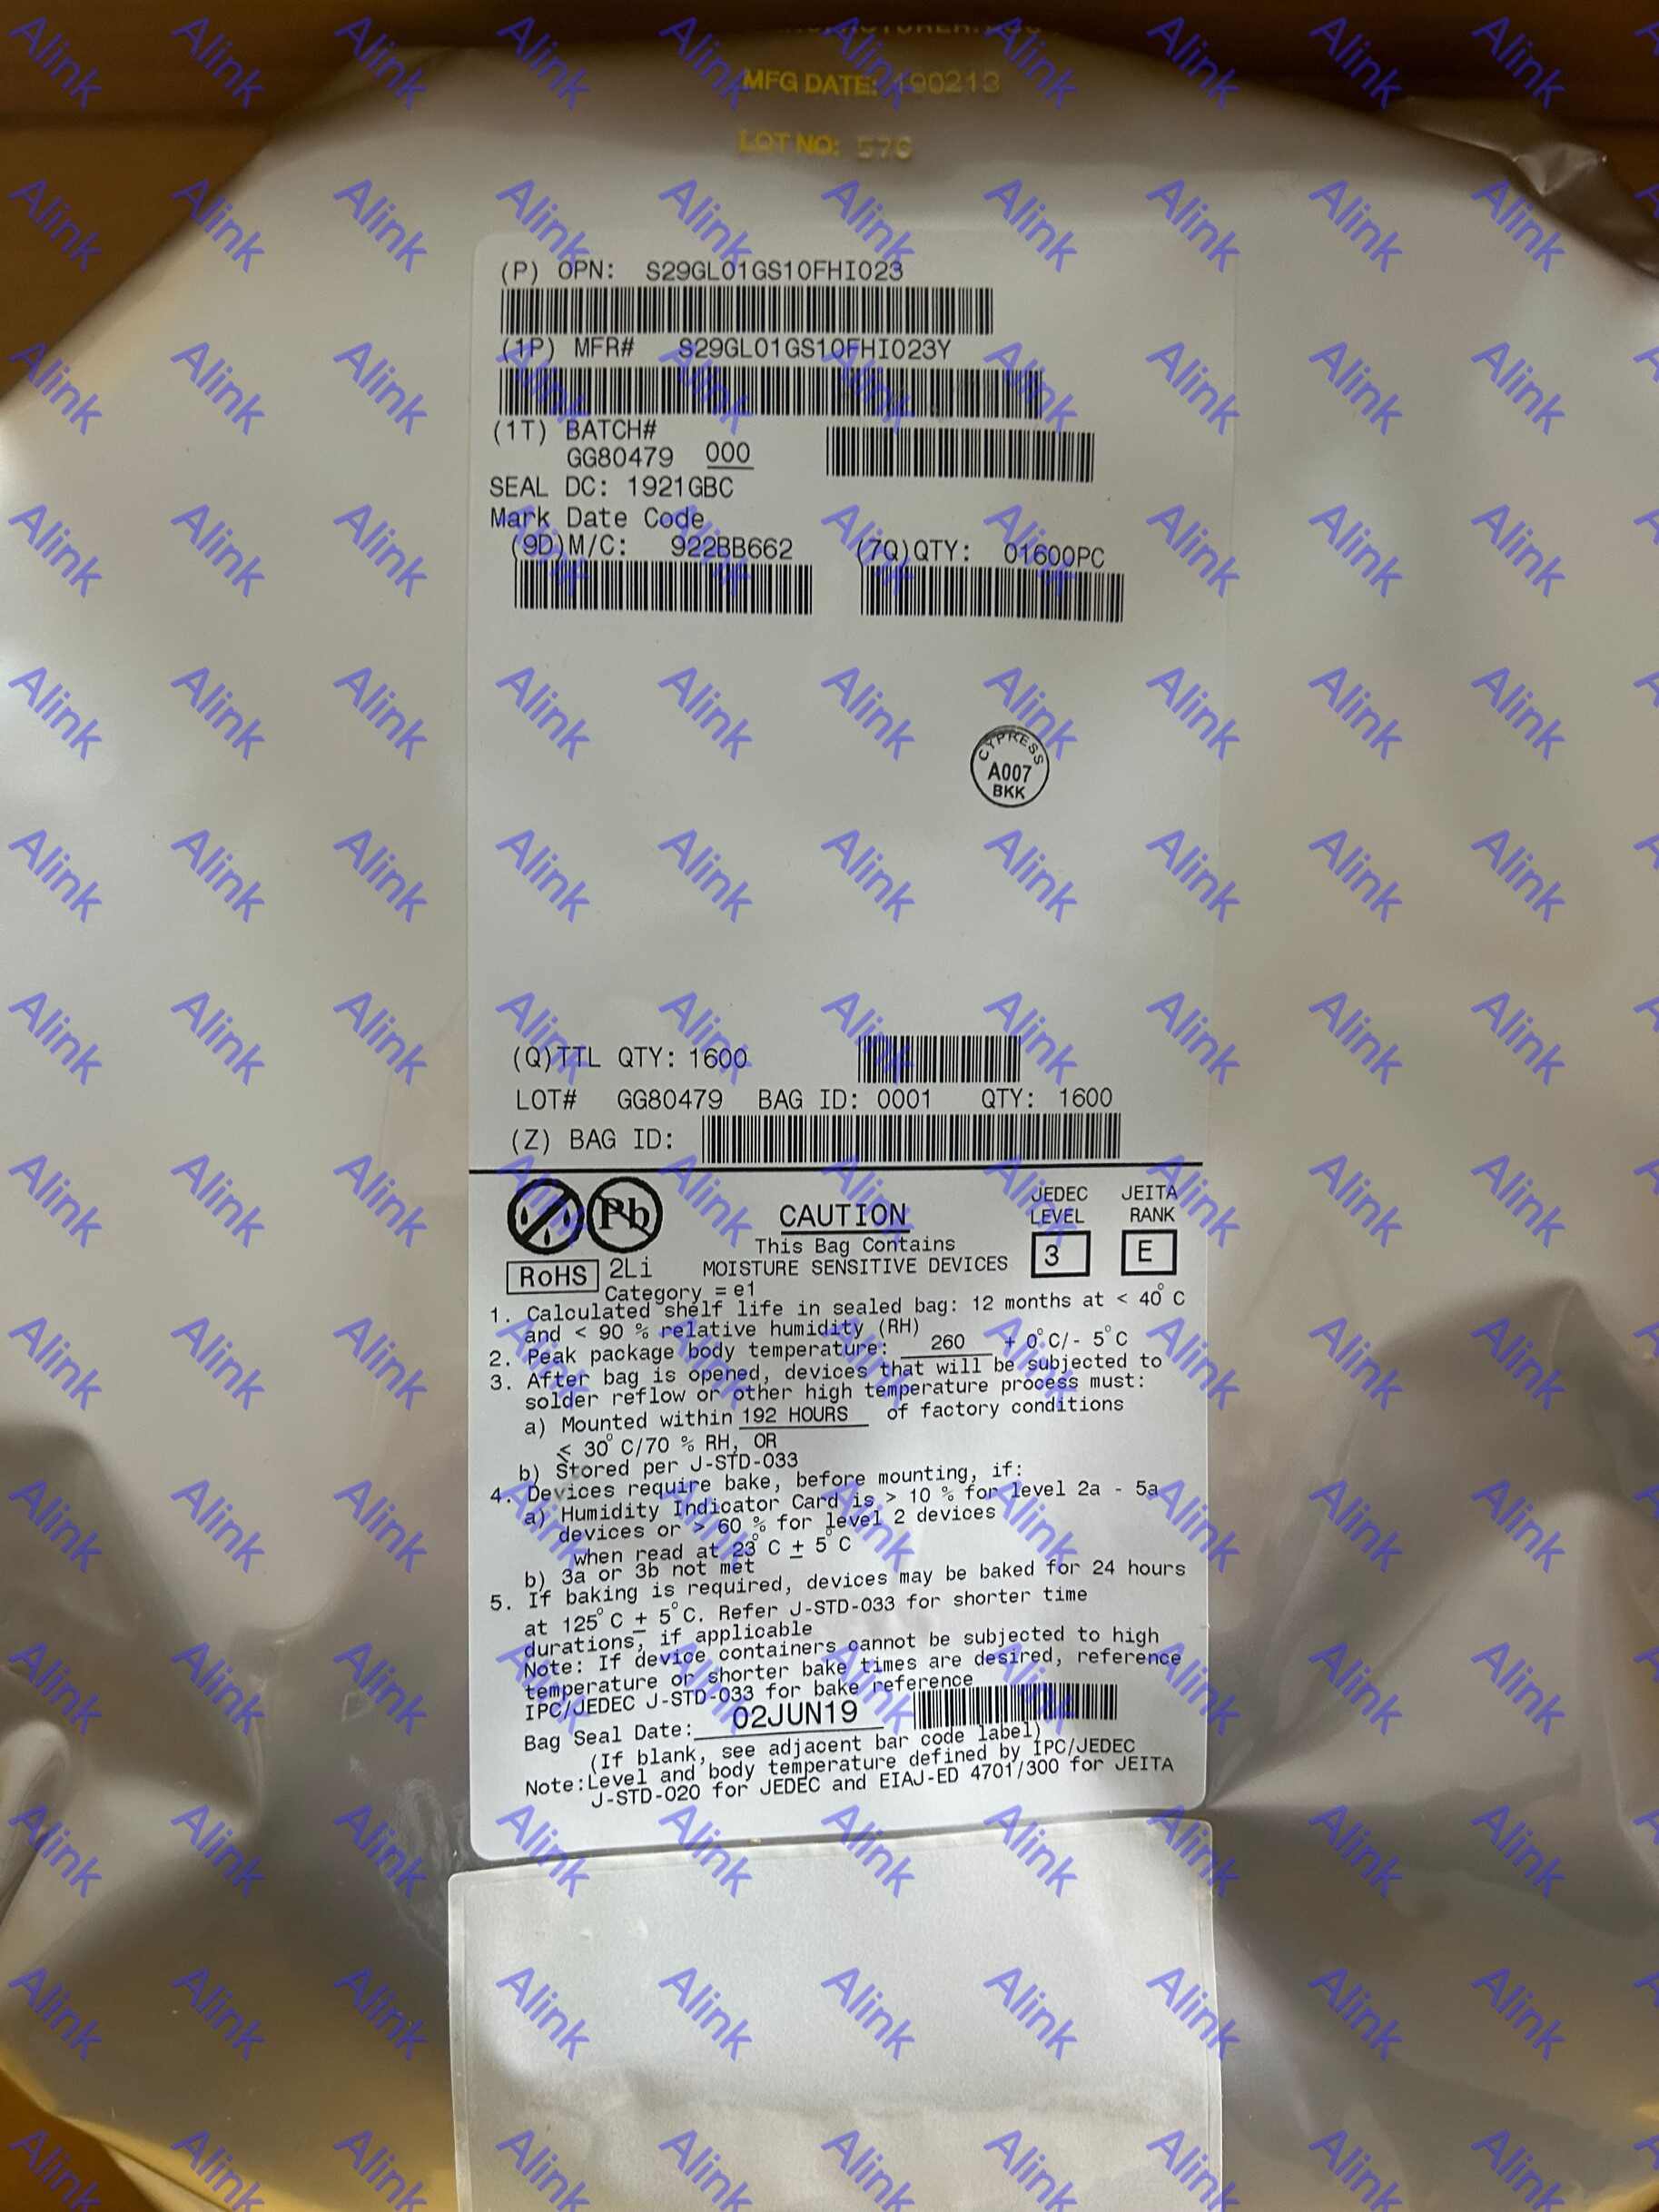 MFG DATE: 190213
LOT NO: 576
(P) OPN: S29GL01GS10FHI023
(1P) MFR# S29GL01GS10FHI023Y
(1T) BATCH#
GG80479 000
SEAL DC: 1921GBC
Mark Date Code
(9D)M/C: 922BB662 (7Q)QTY: 01600PC
CYPRESS
A007
BKK
(Q)TTL QTY: 1600
LOT# GG80479 BAG ID: 0001 QTY: 1600
(Z) BAG ID:
Pb
RoHS
2Li
Category = e1
CAUTION
This Bag Contains
MOISTURE SENSITIVE DEVICES
JEDEC
LEVEL
3
JEITA
RANK
E
1. Calculated shelf life in sealed bag: 12 months at < 40°C
and < 90 % relative humidity (RH)
2. Peak package body temperature: 260 + 0°C/- 5°C
3. After bag is opened, devices that will be subjected to
solder reflow or other high temperature process must:
a) Mounted within 192 HOURS of factory conditions
≤ 30°C/70 % RH, OR
b) Stored per J-STD-033
4. Devices require bake, before mounting, if:
a) Humidity Indicator Card is > 10 % for level 2a - 5a
devices or > 60 % for level 2 devices
when read at 23°C ± 5°C
b) 3a or 3b not met
5. If baking is required, devices may be baked for 24 hours
at 125°C ± 5°C. Refer J-STD-033 for shorter time
durations, if applicable
Note: If device containers cannot be subjected to high
temperature or shorter bake times are desired, reference
IPC/JEDEC J-STD-033 for bake reference
Bag Seal Date: 02JUN19
(If blank, see adjacent bar code label)
Note:Level and body temperature defined by IPC/JEDEC
J-STD-020 for JEDEC and EIAJ-ED 4701/300 for JEITA
Alink